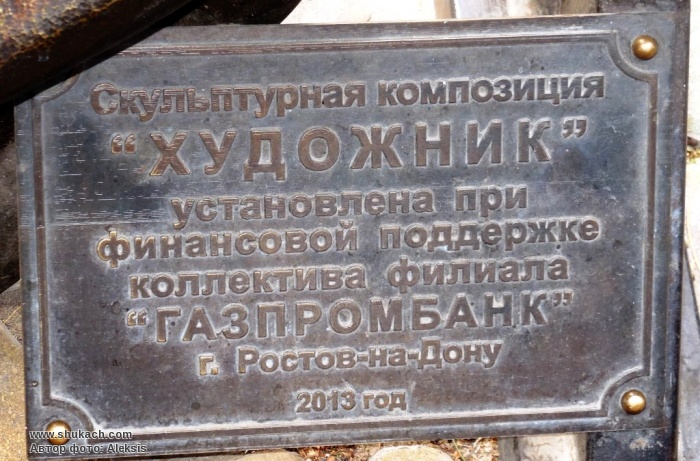 Скульптурная композиция
“ХУДОЖНИК”
установлена при
финансовой поддержке
коллектива филиала
“ГАЗПРОМБАНК”
г. Ростов-на-Дону
2013 год
www.shukach.com
Автор фото: Aleksis